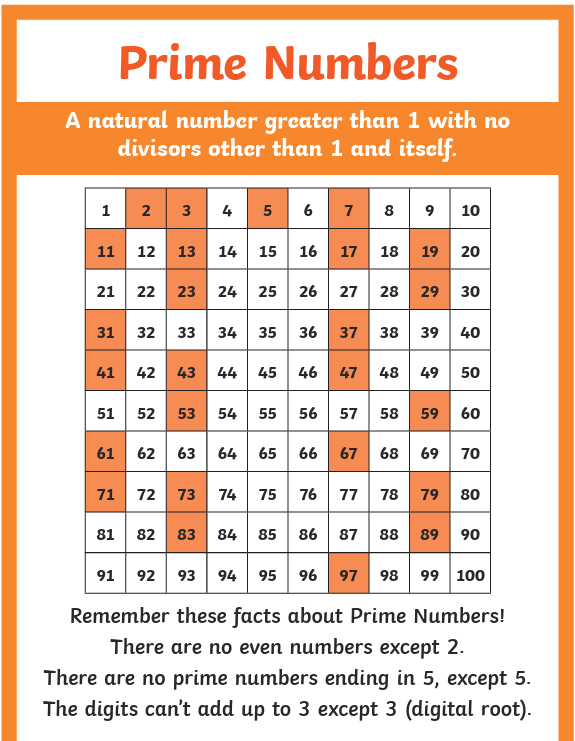 Prime Numbers
A natural number greater than 1 with no
divisors other than 1 and itself.
1 2 3 4 5 6 7 8 9 10
11 12 13 14 15 16 17 18 19 20
21 22 23 24 25 26 27 28 29 30
31 32 33 34 35 36 37 38 39 40
41 42 43 44 45 46 47 48 49 50
51 52 53 54 55 56 57 58 59 60
61 62 63 64 65 66 67 68 69 70
71 72 73 74 75 76 77 78 79 80
81 82 83 84 85 86 87 88 89 90
91 92 93 94 95 96 97 98 99 100
Remember these facts about Prime Numbers!
There are no even numbers except 2.
There are no prime numbers ending in 5, except 5.
The digits can't add up to 3 except 3 (digital root).